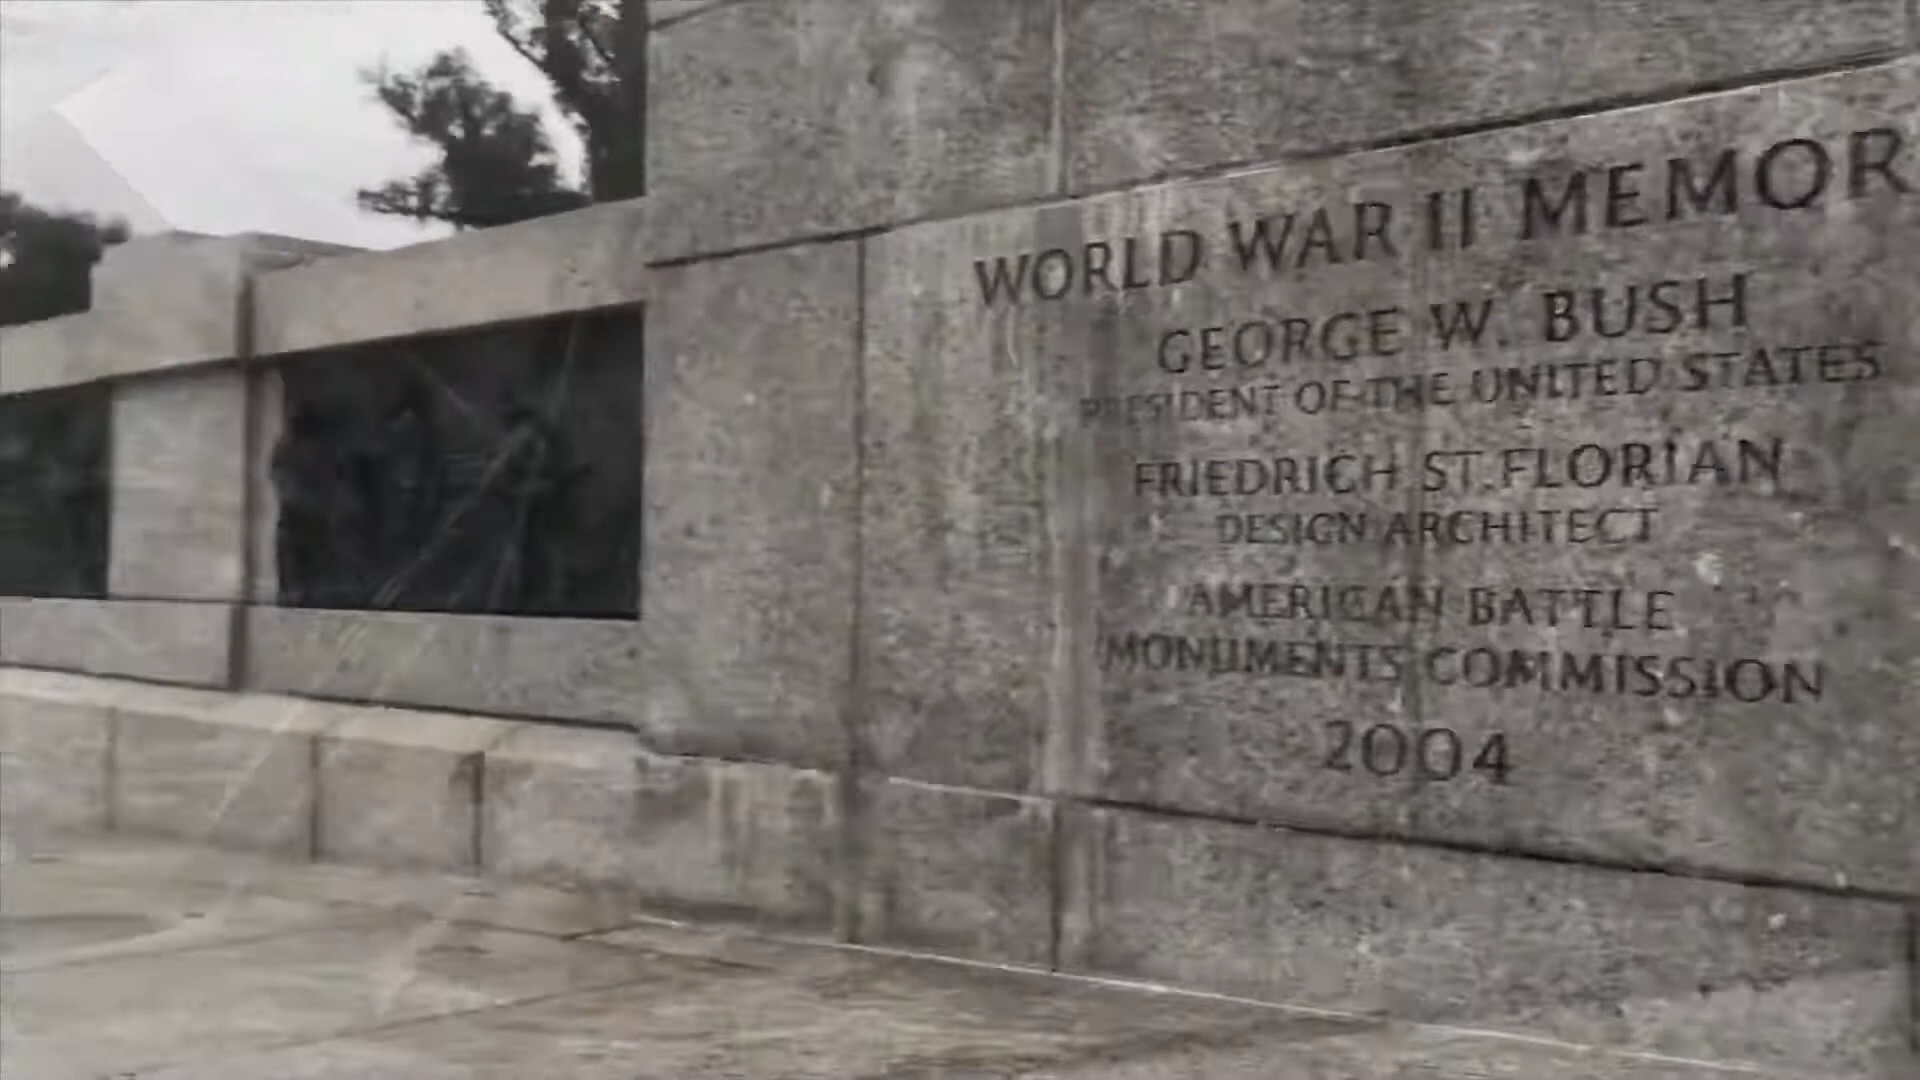 WORLD WAR II MEMOR
GEORGE W. BUSH
PRESIDENT OF THE UNITED STATES
FRIEDRICH ST.FLORIAN
DESIGN ARCHITECT
AMERICAN BATTLE
MONUMENTS COMMISSION
2004